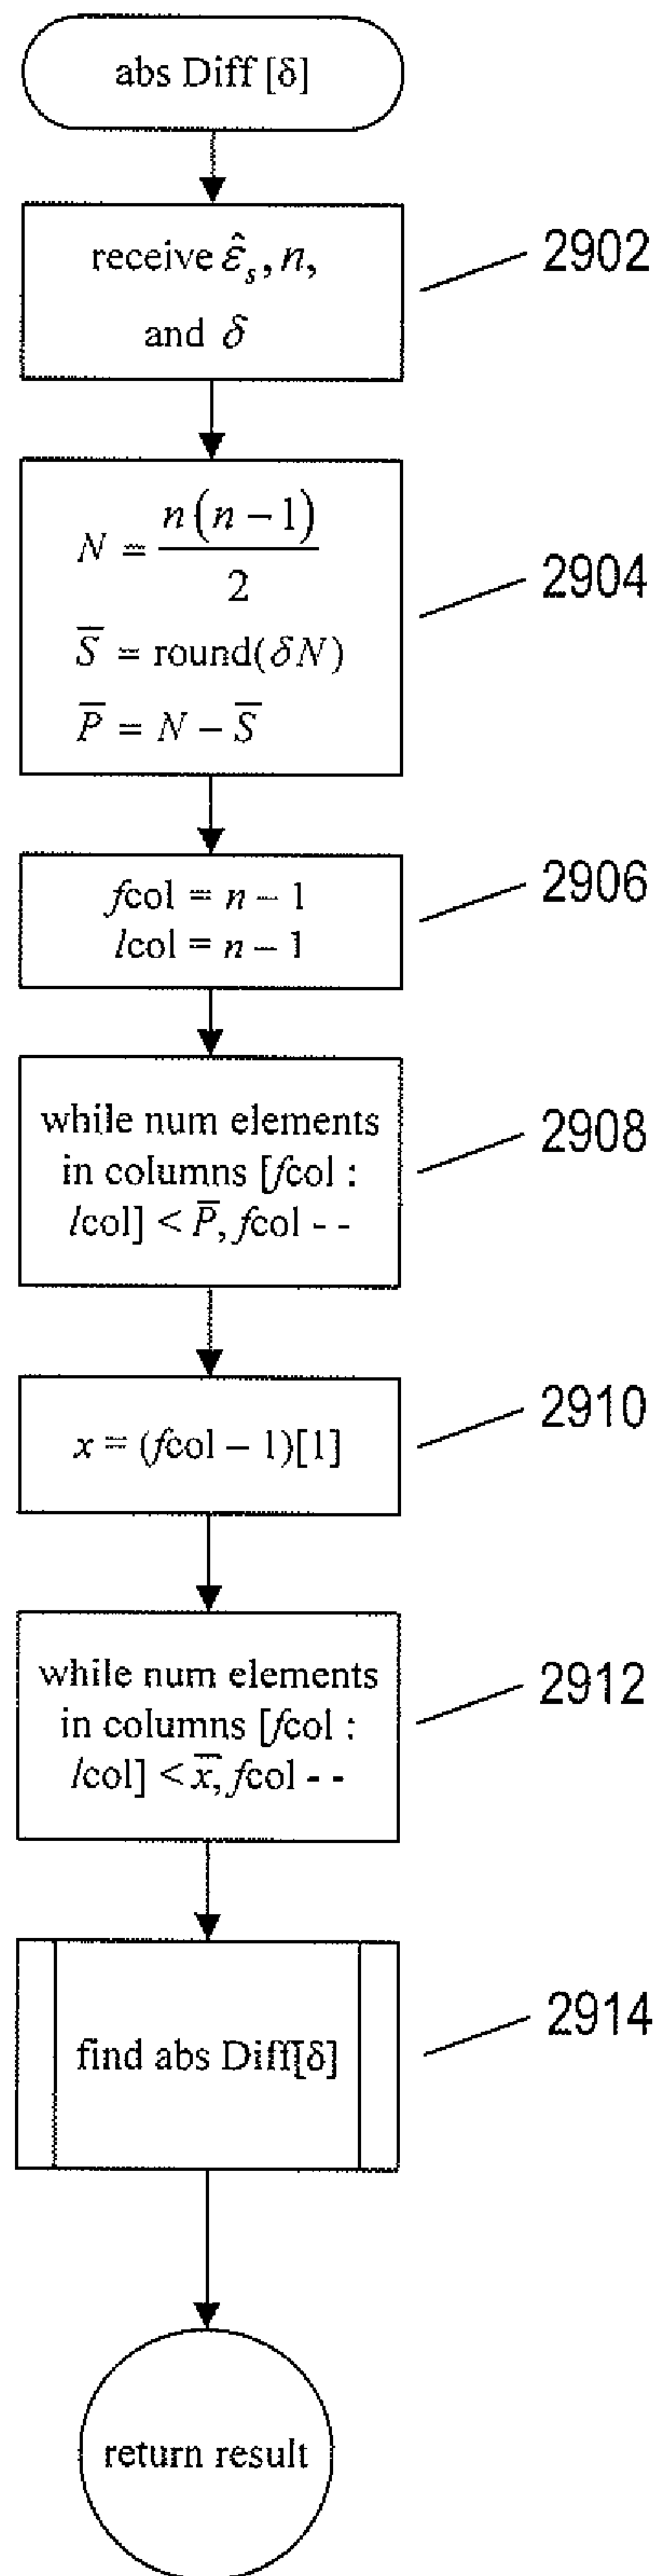 abs Diff [δ]
receive ε̂ₛ, n,
and δ
2902
N = n(n − 1) / 2
S̅ = round(δN)
P̅ = N − S̅
2904
fcol = n − 1
lcol = n − 1
2906
while num elements
in columns [fcol :
lcol] < P̅, fcol - -
2908
x = (fcol − 1)[1]
2910
while num elements
in columns [fcol :
lcol] < x̅, fcol - -
2912
find abs Diff[δ]
2914
return result